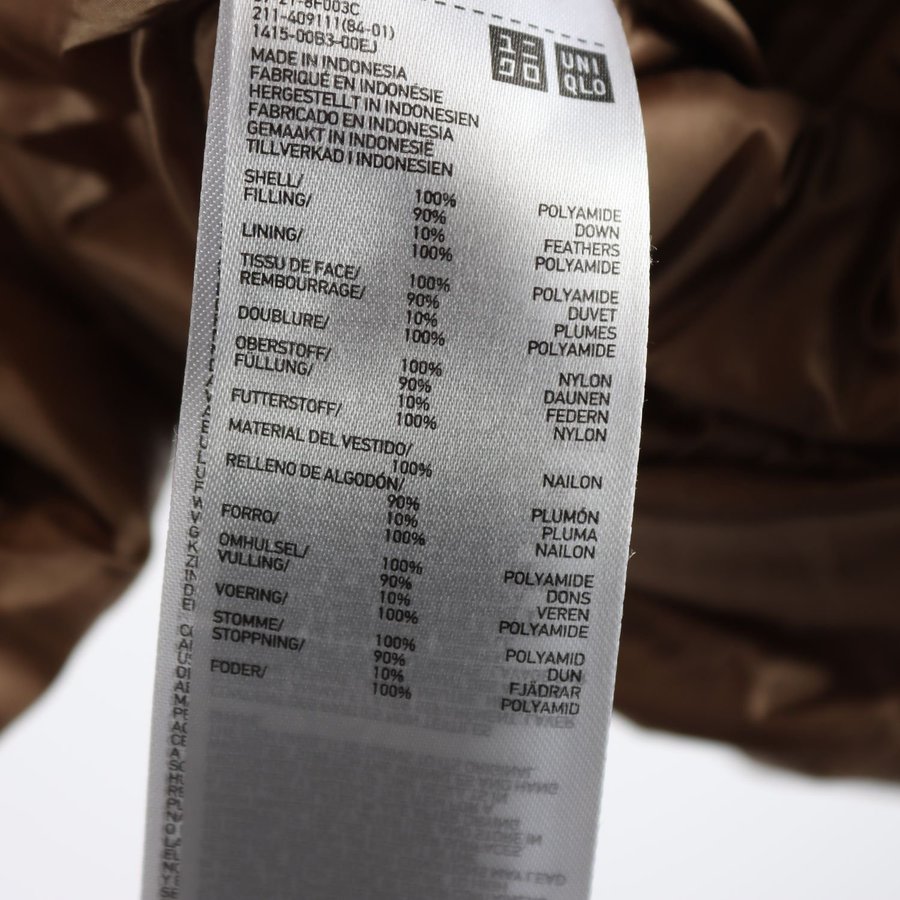 211-409111(84-01)
1415-00B3-00EJ
UNI
QLO
MADE IN INDONESIA
FABRIQUÉ EN INDONÉSIE
HERGESTELLT IN INDONESIEN
FABRICADO EN INDONESIA
GEMAAKT IN INDONESIË
TILLVERKAD I INDONESIEN
SHELL/ 100% POLYAMIDE
FILLING/ 90% DOWN
10% FEATHERS
LINING/ 100% POLYAMIDE
TISSU DE FACE/ 100% POLYAMIDE
REMBOURRAGE/ 90% DUVET
10% PLUMES
DOUBLURE/ 100% POLYAMIDE
OBERSTOFF/ 100% NYLON
FÜLLUNG/ 90% DAUNEN
10% FEDERN
FUTTERSTOFF/ 100% NYLON
MATERIAL DEL VESTIDO/
100% NAILON
RELLENO DE ALGODÓN/
90% PLUMÓN
10% PLUMA
FORRO/ 100% NAILON
OMHULSEL/ 100% POLYAMIDE
VULLING/ 90% DONS
10% VEREN
VOERING/ 100% POLYAMIDE
STOMME/ 100% POLYAMID
STOPPNING/ 90% DUN
10% FJÄDRAR
FODER/ 100% POLYAMID